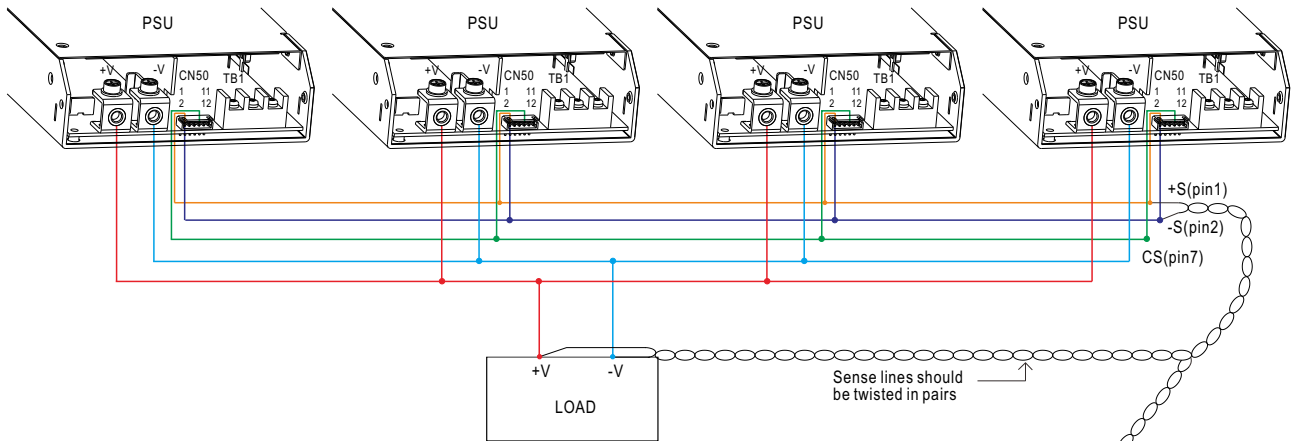 PSU PSU PSU PSU
+V -V CN50 TB1
1 11
2 12
+V -V CN50 TB1
1 11
2 12
+V -V CN50 TB1
1 11
2 12
+V -V CN50 TB1
1 11
2 12
+S(pin1)
-S(pin2)
CS(pin7)
+V -V
LOAD
Sense lines should
be twisted in pairs